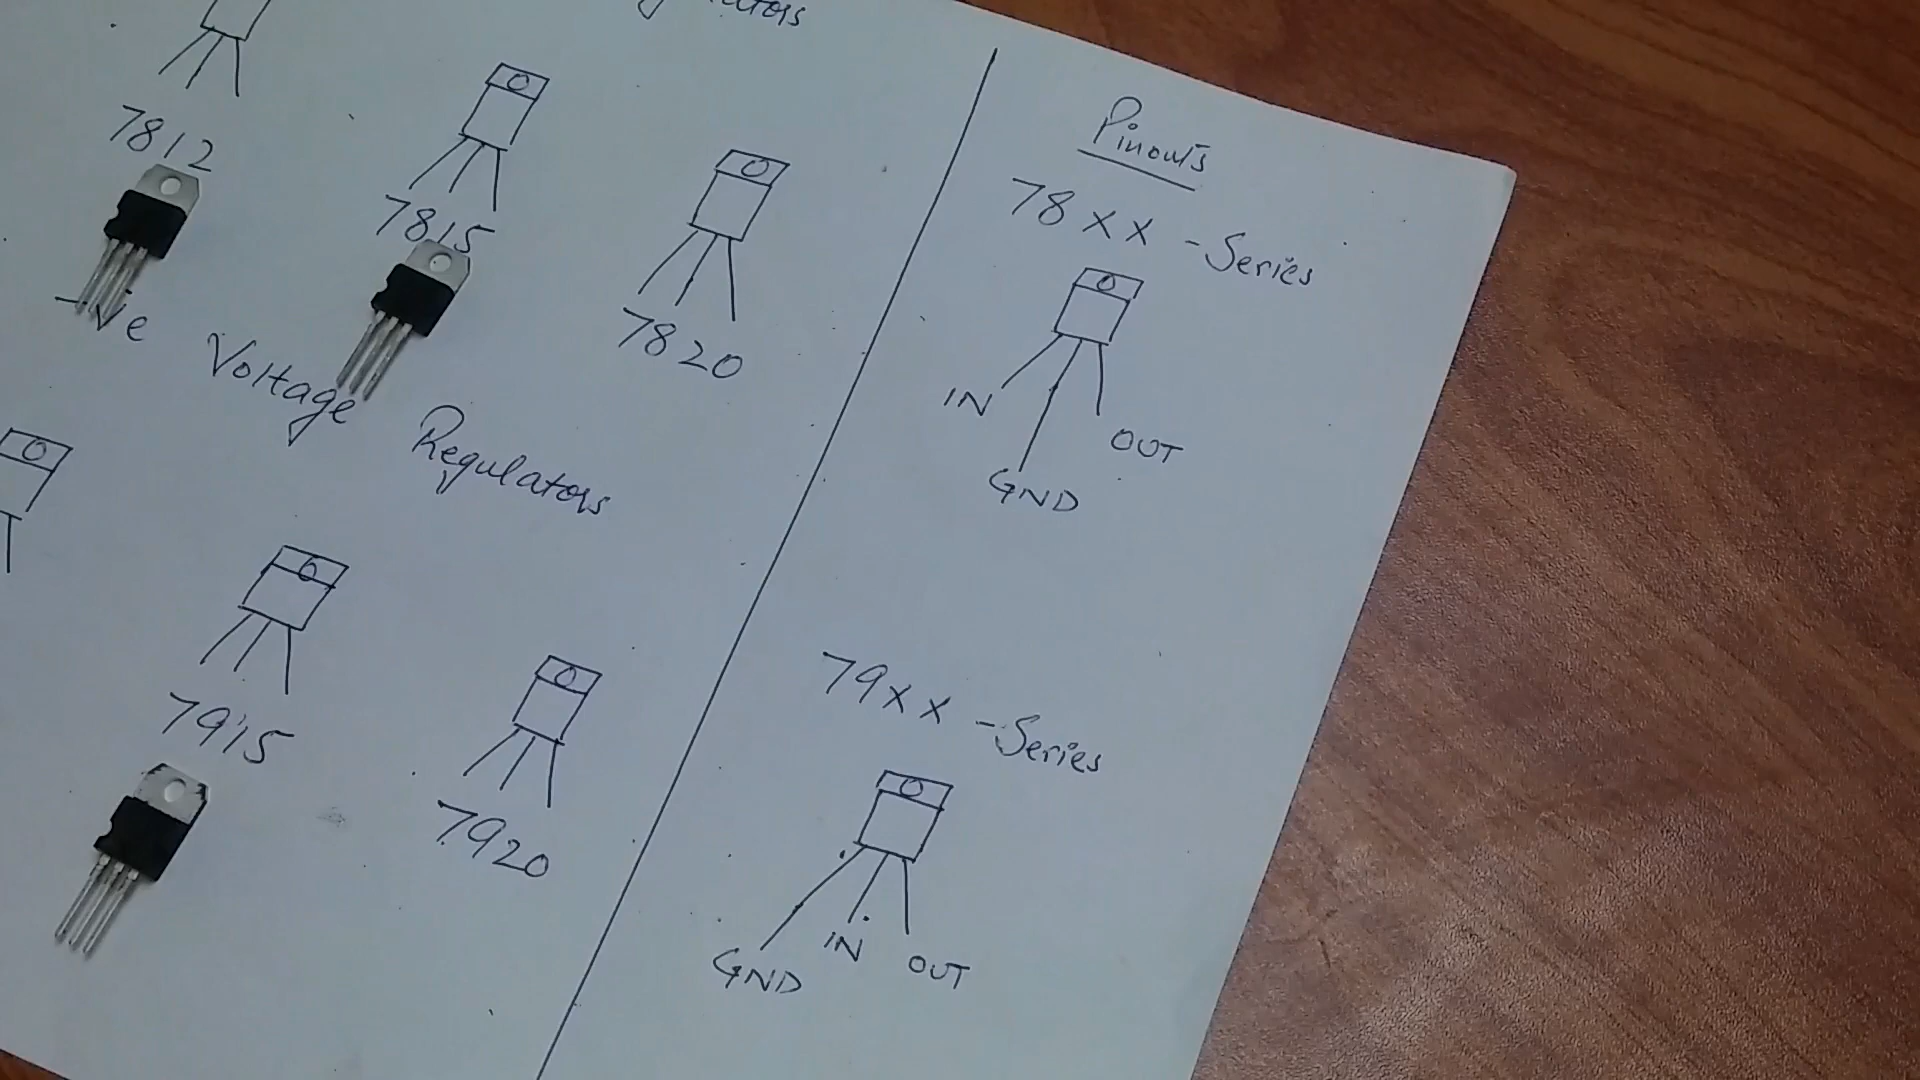 7812
7815
7820
-Ve Voltage Regulators
7915
7920
Pinouts
78XX -Series
IN
GND
OUT
79XX -Series
GND
IN
OUT